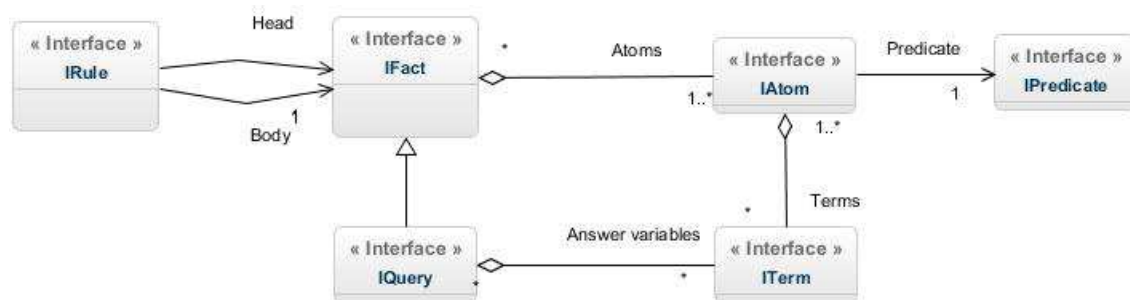 Head
« Interface »
IRule
« Interface »
IFact
*
Atoms
1..*
« Interface »
IAtom
Predicate
1
« Interface »
IPredicate
1
Body
1..*
*
Terms
« Interface »
IQuery
*
Answer variables
*
« Interface »
ITerm